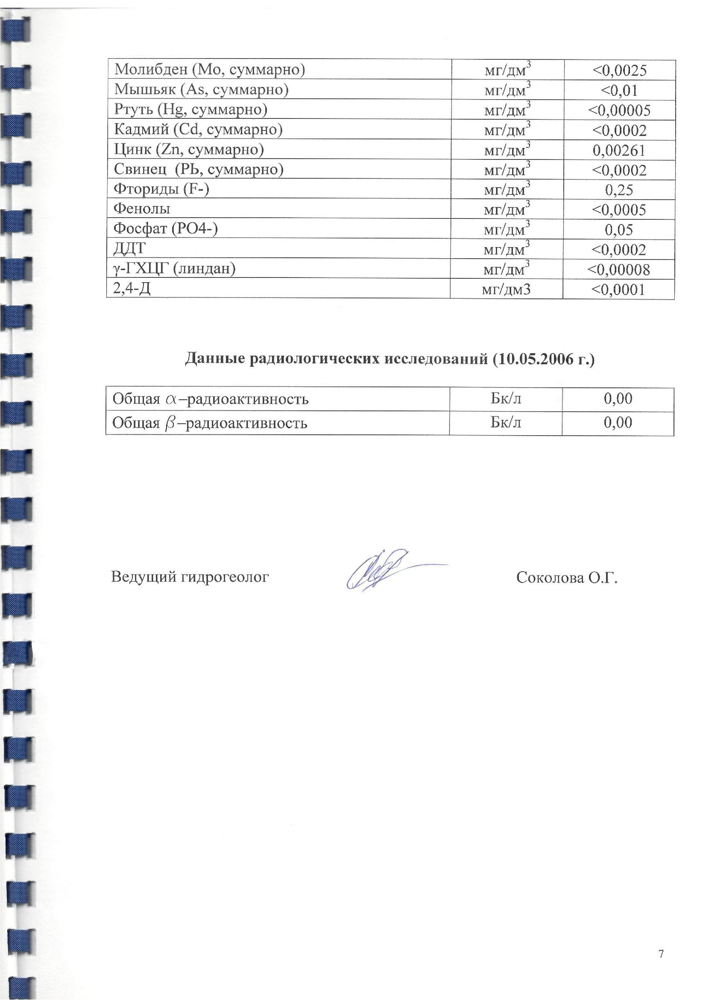 Молибден (Mo, суммарно) мг/дм³ <0,0025
Мышьяк (As, суммарно) мг/дм³ <0,01
Ртуть (Hg, суммарно) мг/дм³ <0,00005
Кадмий (Cd, суммарно) мг/дм³ <0,0002
Цинк (Zn, суммарно) мг/дм³ 0,00261
Свинец (РЬ, суммарно) мг/дм³ <0,0002
Фториды (F-) мг/дм³ 0,25
Фенолы мг/дм³ <0,0005
Фосфат (PO4-) мг/дм³ 0,05
ДДТ мг/дм³ <0,0002
γ-ГХЦГ (линдан) мг/дм³ <0,00008
2,4-Д мг/дм3 <0,0001
Данные радиологических исследований (10.05.2006 г.)
Общая α–радиоактивность Бк/л 0,00
Общая β–радиоактивность Бк/л 0,00
Ведущий гидрогеолог Соколова О.Г.
7